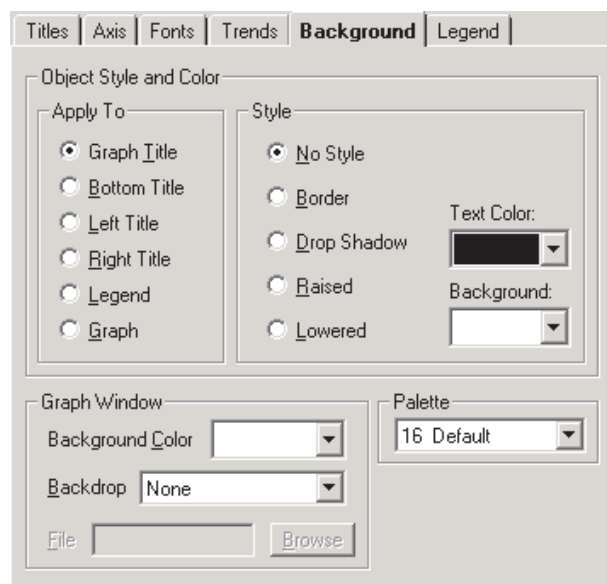 Titles Axis Fonts Trends Background Legend
Object Style and Color
Apply To
Graph Title
Bottom Title
Left Title
Right Title
Legend
Graph
Style
No Style
Border
Drop Shadow
Raised
Lowered
Text Color:
Background:
Graph Window
Background Color
Backdrop None
File Browse
Palette
16 Default